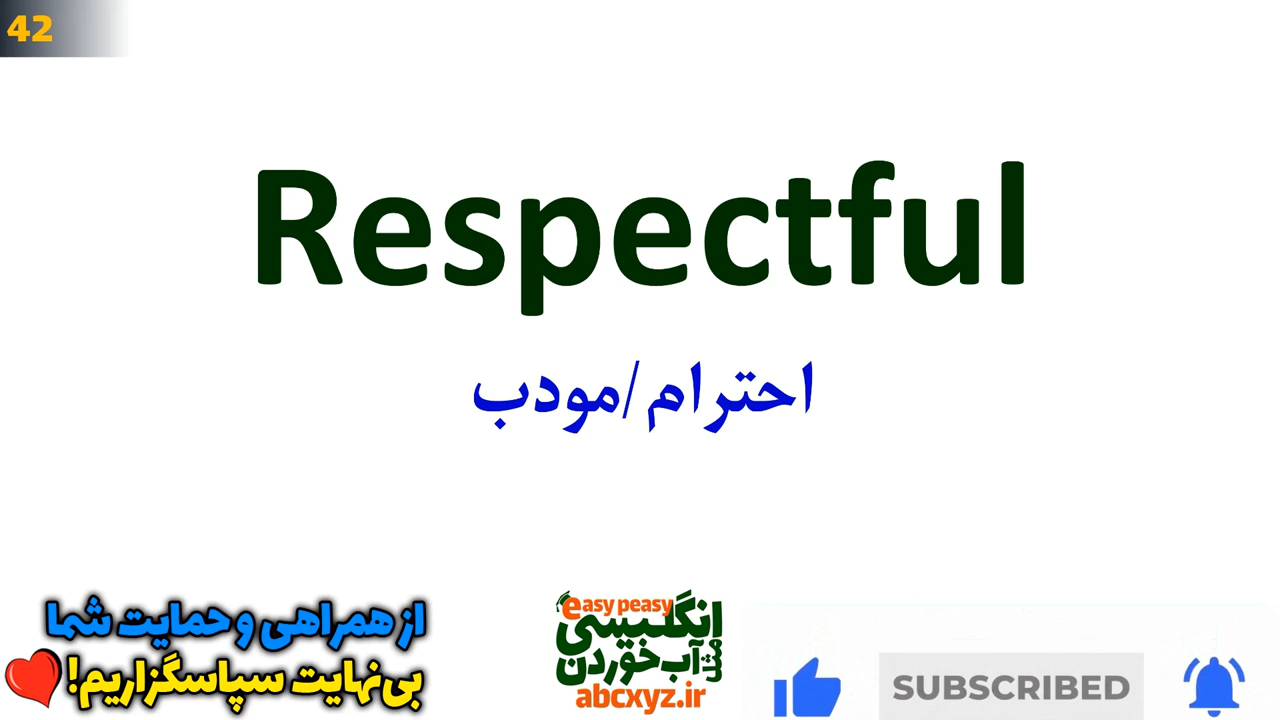 42
Respectful
احترام/مودب
از همراهی و حمایت شما
بی‌نهایت سپاسگزاریم!
easy peasy
انگلیسی
مثل آب خوردن
abcxyz.ir
SUBSCRIBED